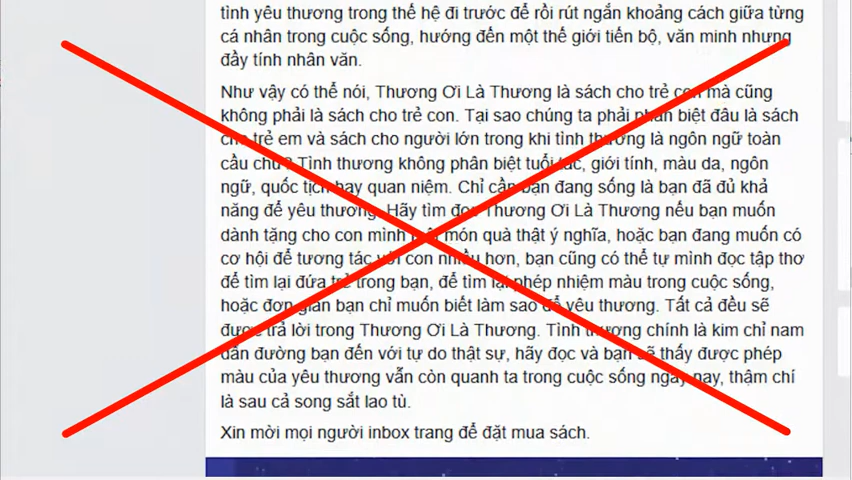 tình yêu thương trong thế hệ đi trước để rồi rút ngắn khoảng cách giữa từng
cá nhân trong cuộc sống, hướng đến một thế giới tiến bộ, văn minh nhưng
đầy tính nhân văn.
Như vậy có thể nói, Thương Ơi Là Thương là sách cho trẻ con mà cũng
không phải là sách cho trẻ con. Tại sao chúng ta phải phân biệt đâu là sách
cho trẻ em và sách cho người lớn trong khi tình thương là ngôn ngữ toàn
cầu chứ? Tình thương không phân biệt tuổi tác, giới tính, màu da, ngôn
ngữ, quốc tịch hay quan niệm. Chỉ cần bạn đang sống là bạn đã đủ khả
năng để yêu thương. Hãy tìm đọc Thương Ơi Là Thương nếu bạn muốn
dành tặng cho con mình một món quà thật ý nghĩa, hoặc bạn đang muốn có
cơ hội để tương tác với con nhiều hơn, bạn cũng có thể tự mình đọc tập thơ
để tìm lại đứa trẻ trong bạn, để tìm lại phép nhiệm màu trong cuộc sống,
hoặc đơn giản bạn chỉ muốn biết làm sao để yêu thương. Tất cả đều sẽ
được trả lời trong Thương Ơi Là Thương. Tình thương chính là kim chỉ nam
dẫn đường bạn đến với tự do thật sự, hãy đọc và bạn sẽ thấy được phép
màu của yêu thương vẫn còn quanh ta trong cuộc sống ngày nay, thậm chí
là sau cả song sắt lao tù.
Xin mời mọi người inbox trang để đặt mua sách.